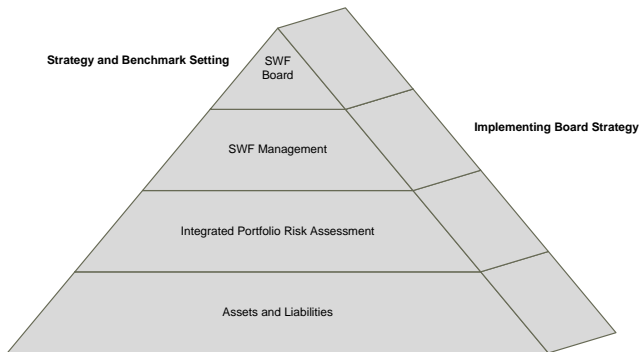 Strategy and Benchmark Setting
SWF
Board
Implementing Board Strategy
SWF Management
Integrated Portfolio Risk Assessment
Assets and Liabilities